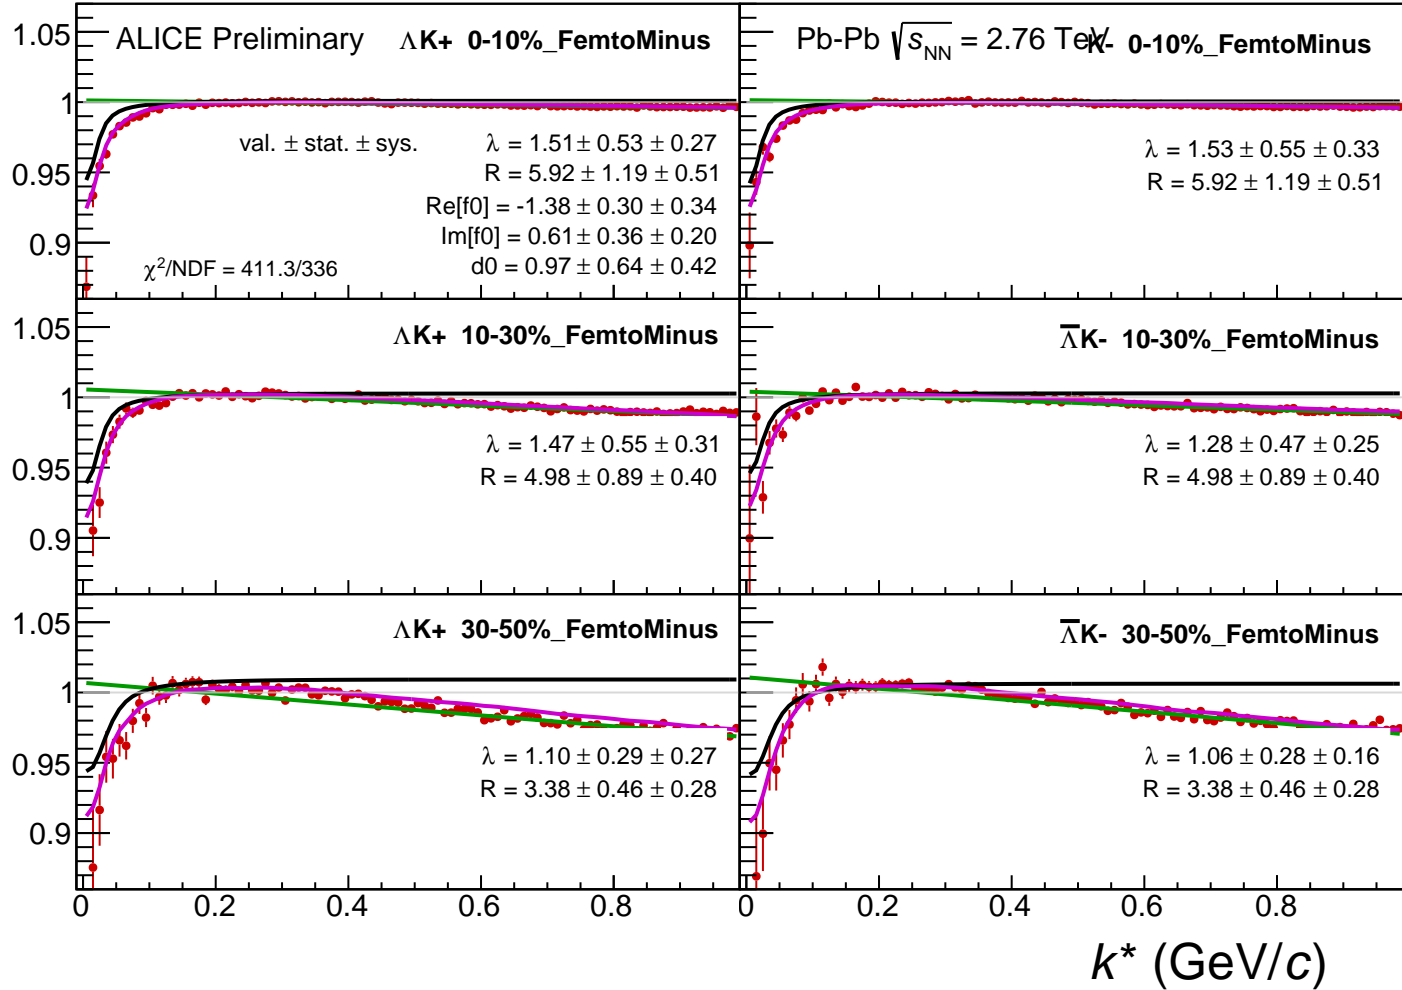 ALICE Preliminary ΛK+ 0-10%_FemtoMinus
Pb-Pb √sNN = 2.76 TeV K- 0-10%_FemtoMinus
1.05
1
0.95
0.9
val. ± stat. ± sys.
λ = 1.51 ± 0.53 ± 0.27
R = 5.92 ± 1.19 ± 0.51
Re[f0] = -1.38 ± 0.30 ± 0.34
Im[f0] = 0.61 ± 0.36 ± 0.20
d0 = 0.97 ± 0.64 ± 0.42
χ²/NDF = 411.3/336
λ = 1.53 ± 0.55 ± 0.33
R = 5.92 ± 1.19 ± 0.51
ΛK+ 10-30%_FemtoMinus
1.05
1
0.95
0.9
λ = 1.47 ± 0.55 ± 0.31
R = 4.98 ± 0.89 ± 0.40
Λ̅K- 10-30%_FemtoMinus
λ = 1.28 ± 0.47 ± 0.25
R = 4.98 ± 0.89 ± 0.40
ΛK+ 30-50%_FemtoMinus
1.05
1
0.95
0.9
λ = 1.10 ± 0.29 ± 0.27
R = 3.38 ± 0.46 ± 0.28
Λ̅K- 30-50%_FemtoMinus
λ = 1.06 ± 0.28 ± 0.16
R = 3.38 ± 0.46 ± 0.28
0 0.2 0.4 0.6 0.8
0 0.2 0.4 0.6 0.8
k* (GeV/c)